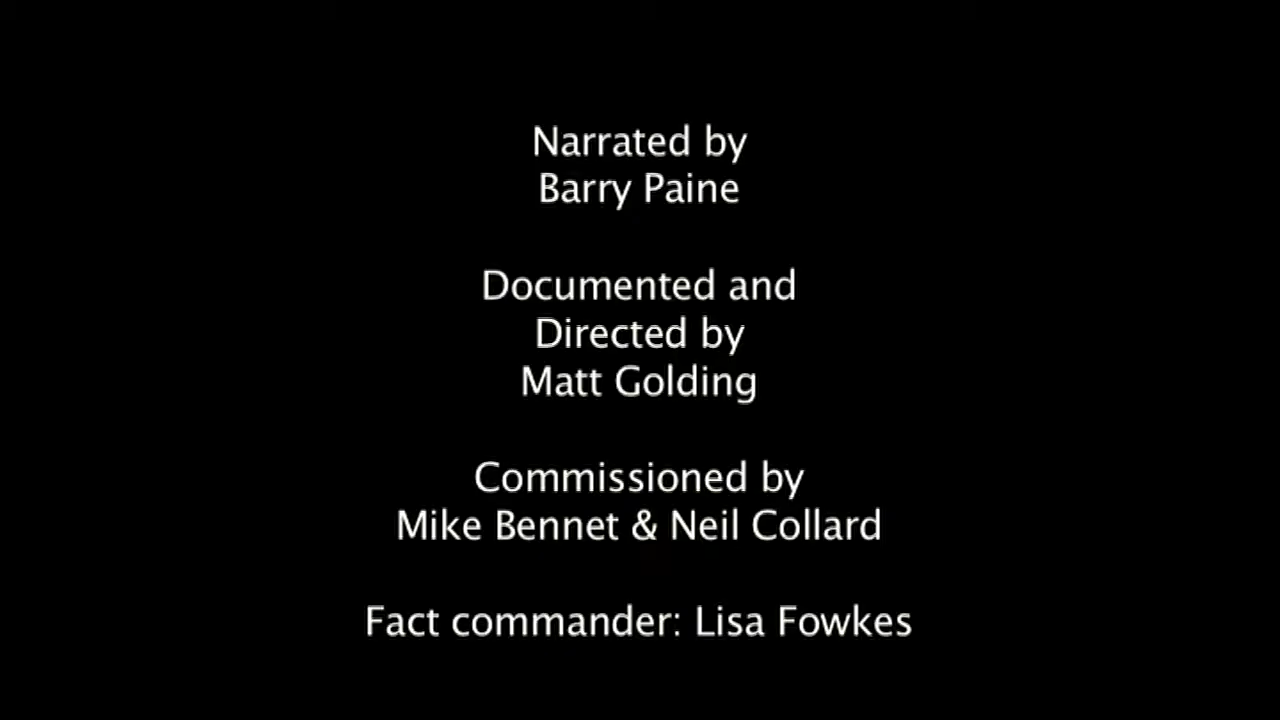 Narrated by
Barry Paine
Documented and
Directed by
Matt Golding
Commissioned by
Mike Bennet & Neil Collard
Fact commander: Lisa Fowkes